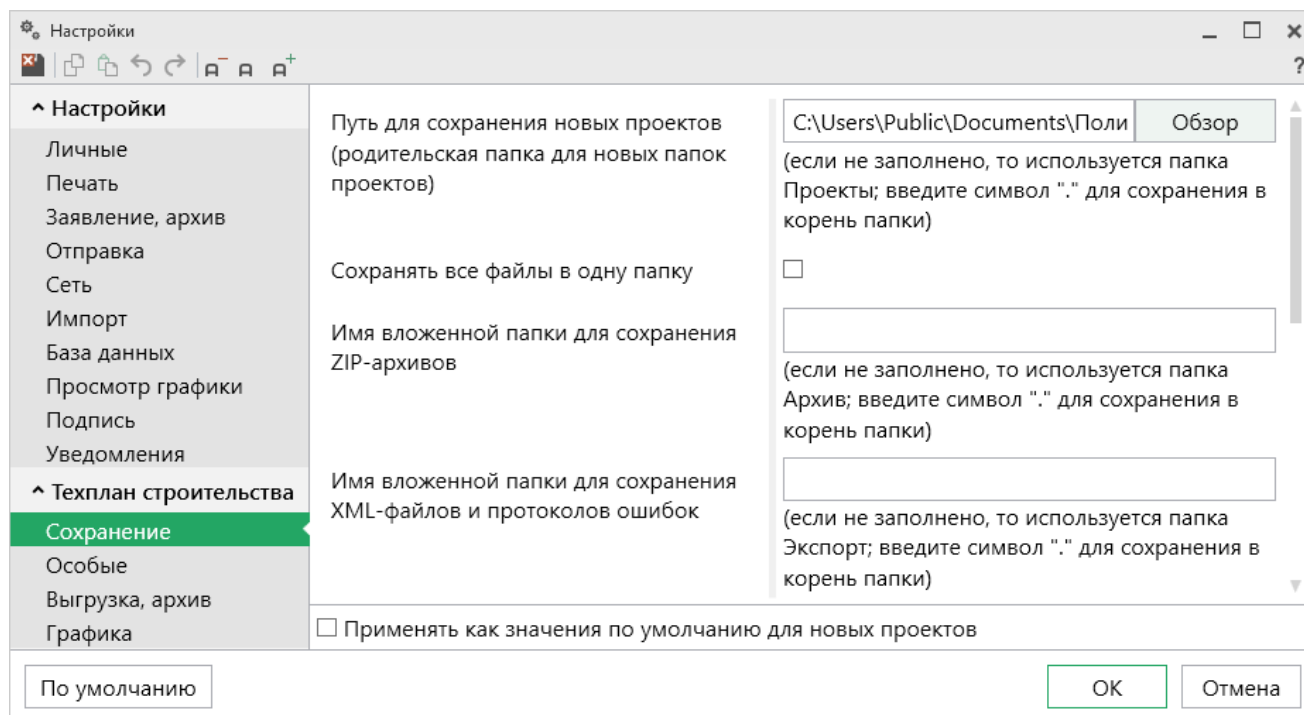 Настройки
?
Настройки
Личные
Печать
Заявление, архив
Отправка
Сеть
Импорт
База данных
Просмотр графики
Подпись
Уведомления
Техплан строительства
Сохранение
Особые
Выгрузка, архив
Графика
Путь для сохранения новых проектов
(родительская папка для новых папок
проектов)
C:\Users\Public\Documents\Поли
Обзор
(если не заполнено, то используется папка
Проекты; введите символ "." для сохранения в
корень папки)
Сохранять все файлы в одну папку
Имя вложенной папки для сохранения
ZIP-архивов
(если не заполнено, то используется папка
Архив; введите символ "." для сохранения в
корень папки)
Имя вложенной папки для сохранения
XML-файлов и протоколов ошибок
(если не заполнено, то используется папка
Экспорт; введите символ "." для сохранения в
корень папки)
Применять как значения по умолчанию для новых проектов
По умолчанию
ОК
Отмена